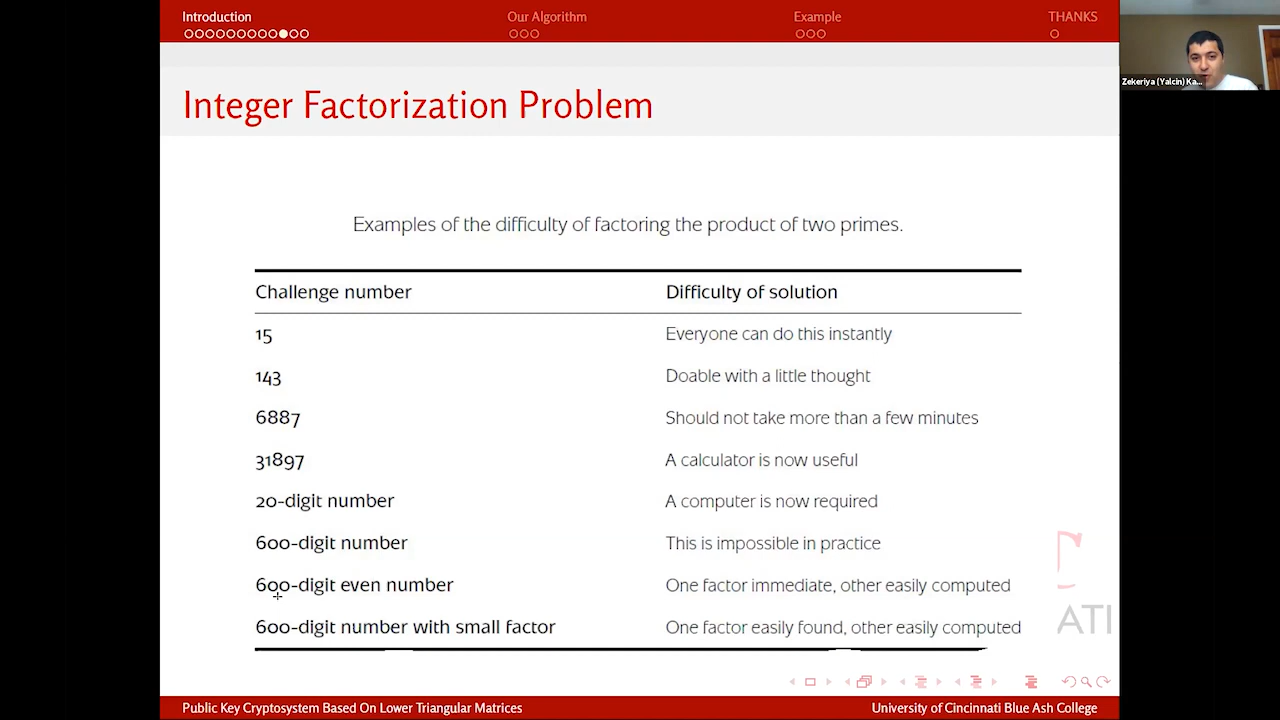 Introduction
Our Algorithm
Example
THANKS
Zekeriya (Yalcin) Ka...
Integer Factorization Problem
Examples of the difficulty of factoring the product of two primes.
Challenge number Difficulty of solution
15 Everyone can do this instantly
143 Doable with a little thought
6887 Should not take more than a few minutes
31897 A calculator is now useful
20-digit number A computer is now required
600-digit number This is impossible in practice
600-digit even number One factor immediate, other easily computed
600-digit number with small factor One factor easily found, other easily computed
ATI
Public Key Cryptosystem Based On Lower Triangular Matrices
University of Cincinnati Blue Ash College